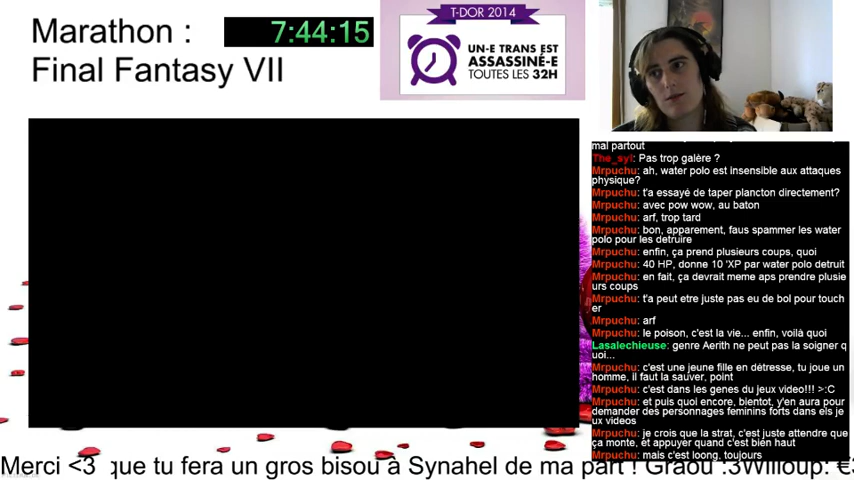 Marathon :
Final Fantasy VII
7:44:15
T-DOR 2014
UN-E TRANS EST
ASSASSINÉ-E
TOUTES LES 32H
mal partout
The_syl: Pas trop galère ?
Mrpuchu: ah, water polo est insensible aux attaques
physique?
Mrpuchu: t'a essayé de taper plancton directement?
Mrpuchu: avec pow wow, au baton
Mrpuchu: arf, trop tard
Mrpuchu: bon, apparement, faus spammer les water
polo pour les detruire
Mrpuchu: enfin, ça prend plusieurs coups, quoi
Mrpuchu: 40 HP, donne 10 'XP par water polo detruit
Mrpuchu: en fait, ça devrait meme aps prendre plusie
urs coups
Mrpuchu: t'a peut etre juste pas eu de bol pour touch
er
Mrpuchu: arf
Mrpuchu: le poison, c'est la vie... enfin, voilà quoi
Lasalechieuse: genre Aerith ne peut pas la soigner q
uoi...
Mrpuchu: c'est une jeune fille en détresse, tu joue un
homme, il faut la sauver, point
Mrpuchu: c'est dans les genes du jeux video!!! >:C
Mrpuchu: et puis quoi encore, bientot, y'en aura pour
demander des personnages feminins forts dans els je
ux videos
Mrpuchu: je crois que la strat, c'est juste attendre que
ça monte, et appuyer quand c'est bien haut
Mrpuchu: mais c'est loong, toujours
Merci <3 que tu fera un gros bisou à Synahel de ma part ! Graou :3Willoup: